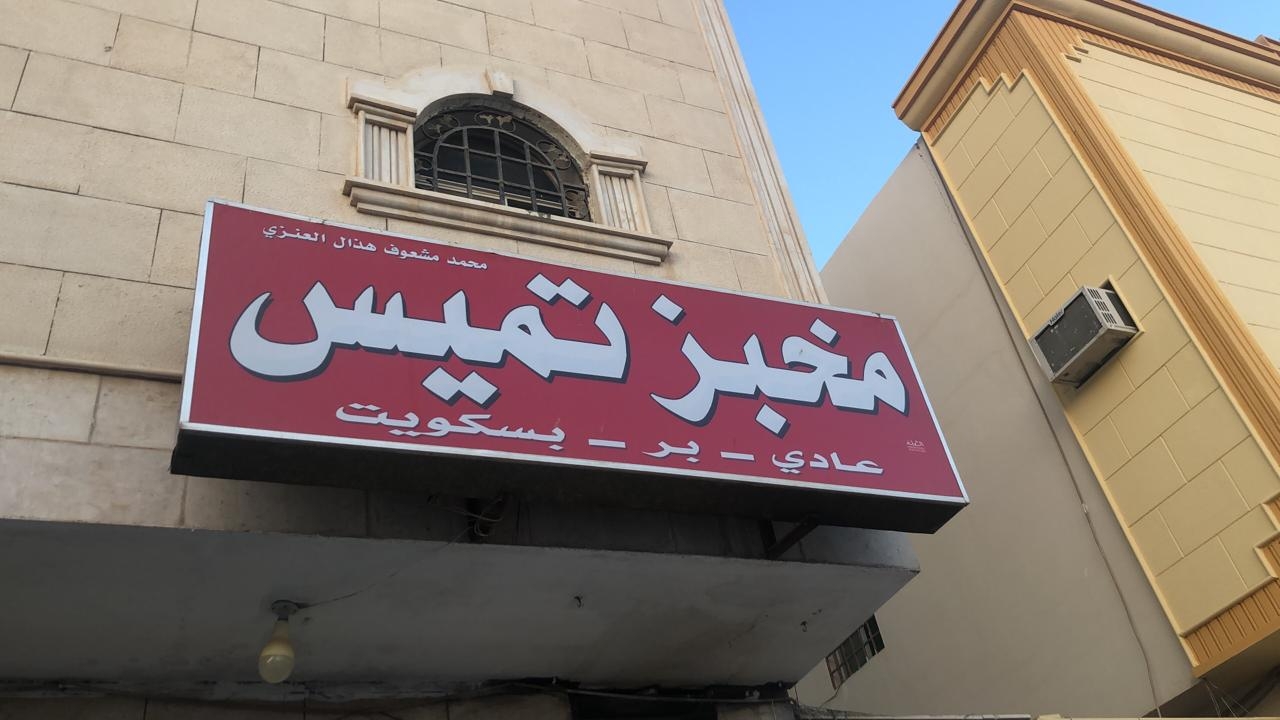 محمد مشعوف هذال العنزي
مخبز تميس
عادي - بر - بسكويت